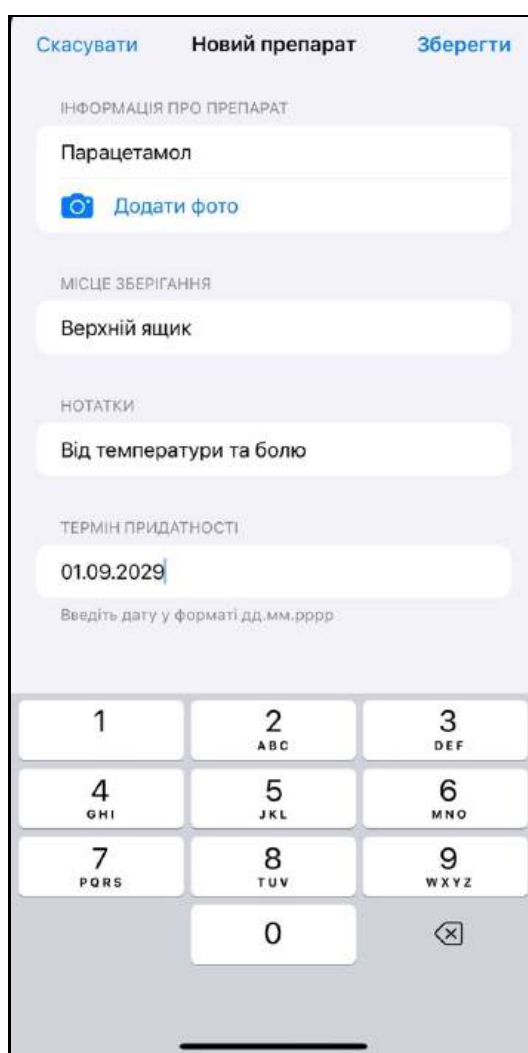 Скасувати Новий препарат Зберегти
ІНФОРМАЦІЯ ПРО ПРЕПАРАТ
Парацетамол
Додати фото
МІСЦЕ ЗБЕРІГАННЯ
Верхній ящик
НОТАТКИ
Від температури та болю
ТЕРМІН ПРИДАТНОСТІ
01.09.2029
Введіть дату у форматі дд.мм.рррр
1 2 3
ABC DEF
4 5 6
GHI JKL MNO
7 8 9
PQRS TUV WXYZ
0